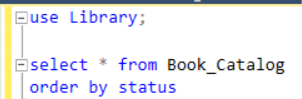 use Library;
select * from Book_Catalog
order by status